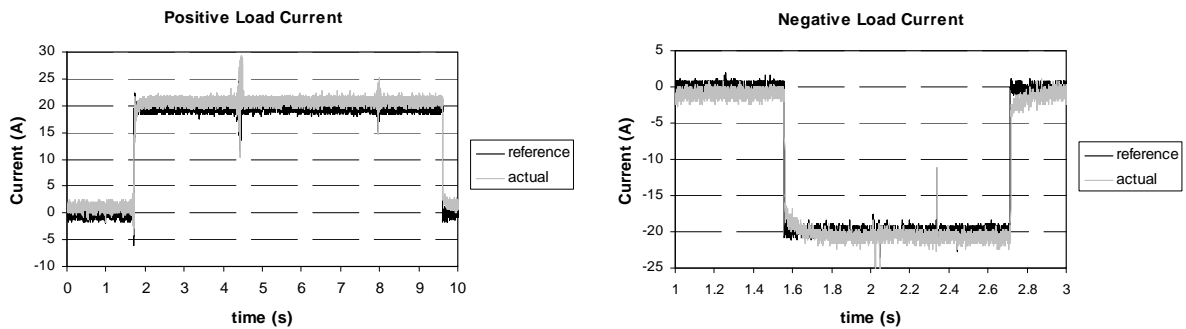 Positive Load Current
30
25
20
15
10
5
0
-5
-10
Current (A)
0 1 2 3 4 5 6 7 8 9 10
time (s)
reference
actual
Negative Load Current
5
0
-5
-10
-15
-20
-25
Current (A)
1 1.2 1.4 1.6 1.8 2 2.2 2.4 2.6 2.8 3
time (s)
reference
actual